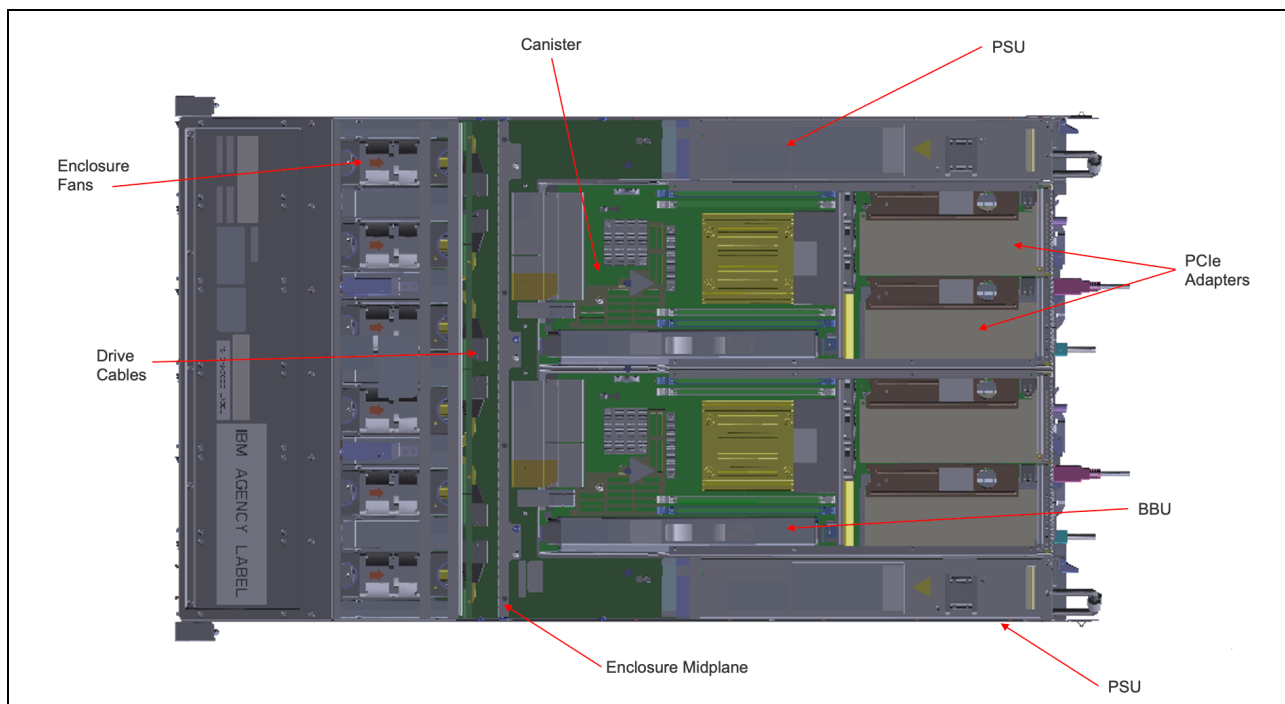 Canister
PSU
Enclosure
Fans
PCIe
Adapters
Drive
Cables
IBM AGENCY LABEL
BBU
Enclosure Midplane
PSU